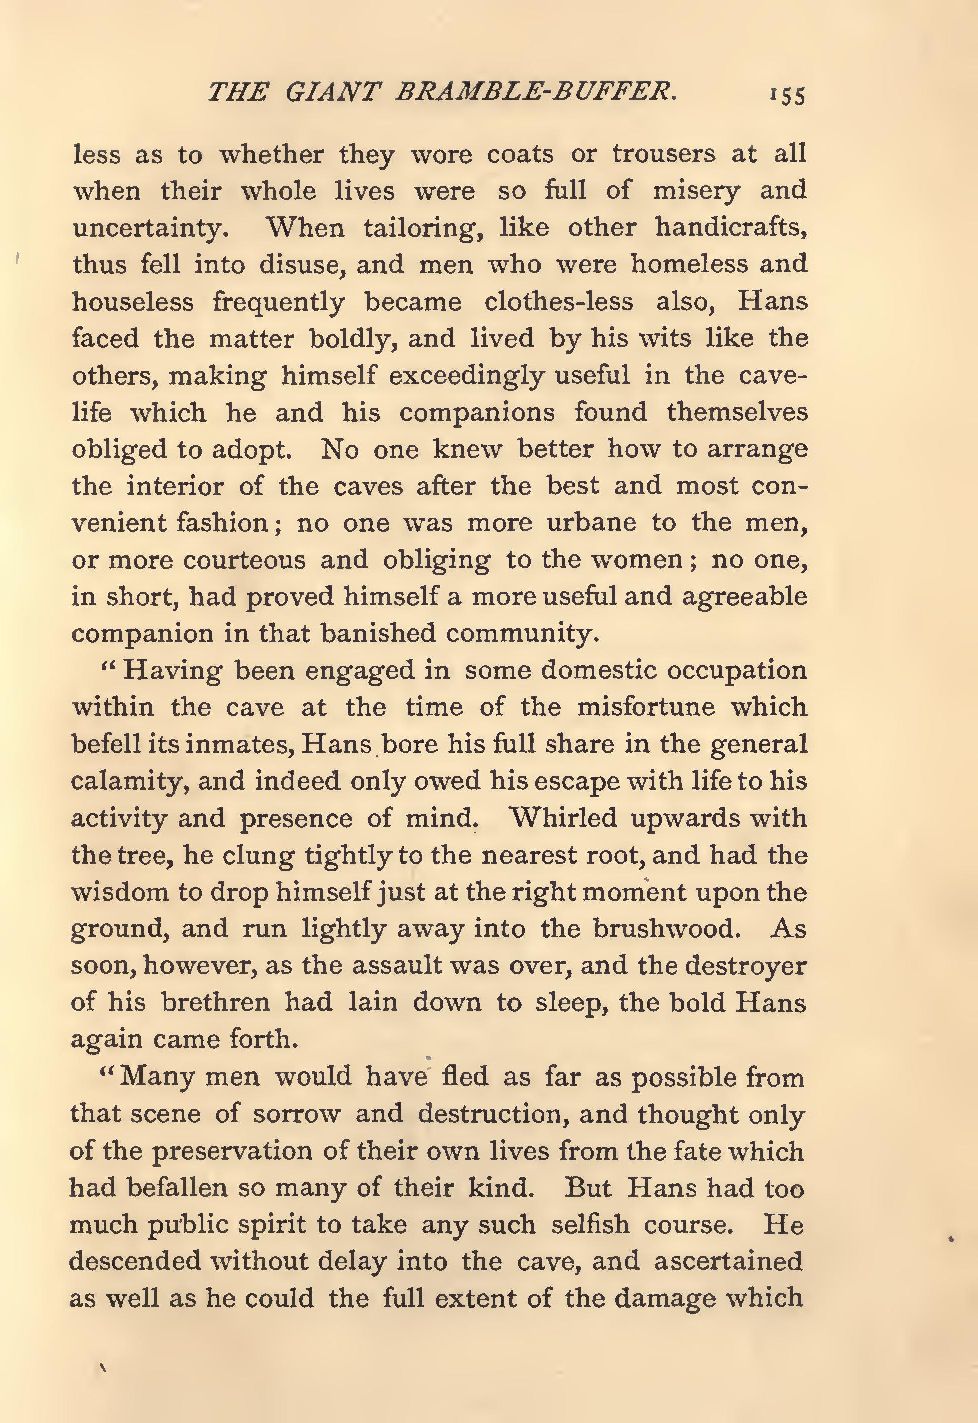 THE GIANT BRAMBLE-BUFFER. 155
less as to whether they wore coats or trousers at all
when their whole lives were so full of misery and
uncertainty. When tailoring, like other handicrafts,
thus fell into disuse, and men who were homeless and
houseless frequently became clothes-less also, Hans
faced the matter boldly, and lived by his wits like the
others, making himself exceedingly useful in the cave-
life which he and his companions found themselves
obliged to adopt. No one knew better how to arrange
the interior of the caves after the best and most con-
venient fashion; no one was more urbane to the men,
or more courteous and obliging to the women; no one,
in short, had proved himself a more useful and agreeable
companion in that banished community.
“Having been engaged in some domestic occupation
within the cave at the time of the misfortune which
befell its inmates, Hans bore his full share in the general
calamity, and indeed only owed his escape with life to his
activity and presence of mind. Whirled upwards with
the tree, he clung tightly to the nearest root, and had the
wisdom to drop himself just at the right moment upon the
ground, and run lightly away into the brushwood. As
soon, however, as the assault was over, and the destroyer
of his brethren had lain down to sleep, the bold Hans
again came forth.
“Many men would have fled as far as possible from
that scene of sorrow and destruction, and thought only
of the preservation of their own lives from the fate which
had befallen so many of their kind. But Hans had too
much public spirit to take any such selfish course. He
descended without delay into the cave, and ascertained
as well as he could the full extent of the damage which